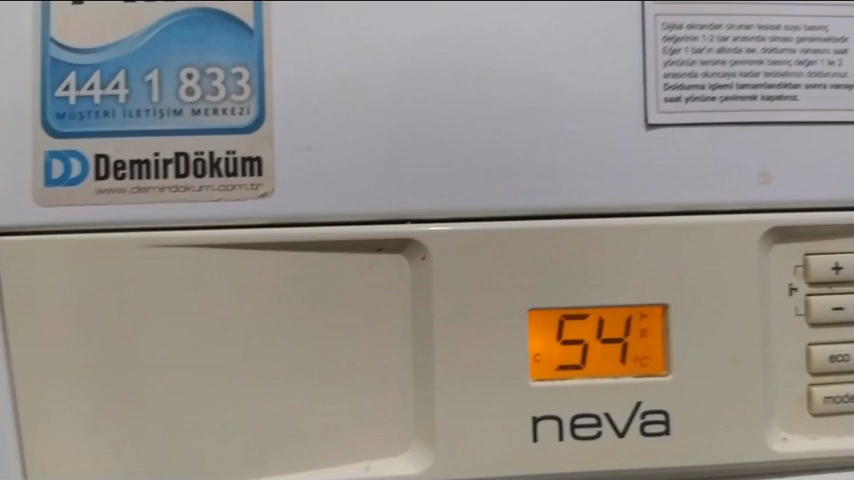 444 1 833
MÜŞTERİ İLETİŞİM MERKEZİ
DemirDöküm
www.demirdokum.com.tr
Dijital ekrandan okunan tesisat suyu basınç
değerinin 1-2 bar arasında olması gerekmektedir.
Eğer 1 bar'ın altında ise, doldurma vanasını saat
yönünün tersine çevirerek basınç değeri 1 ile 2
arasında oluncaya kadar tesisatınızı doldurunuz.
Doldurma işlemi tamamlandıktan sonra vanayı
saat yönüne çevirerek kapatınız.
+
-
C 54 °C
eco
mode
neva